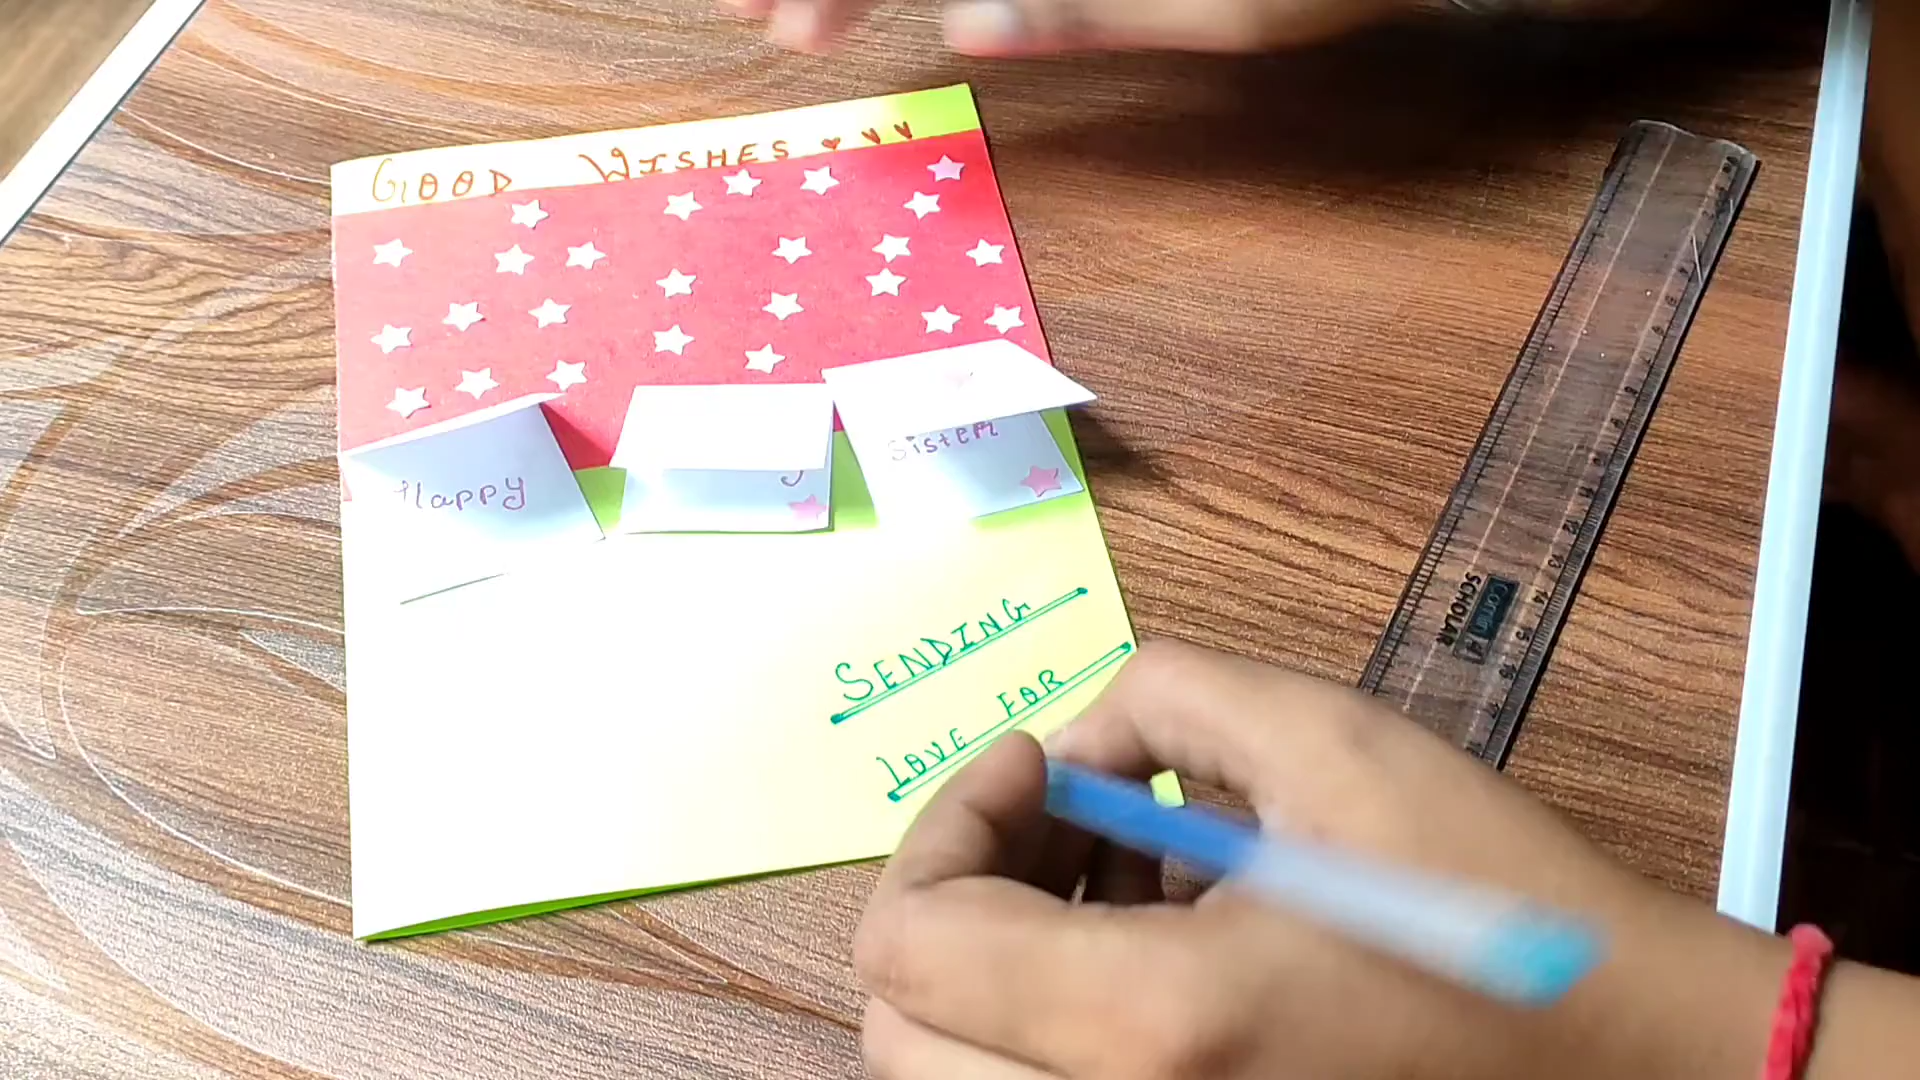 GOOD WISHES
Happy
y
sister
SENDING
LOVE FOR
SCHOLAR